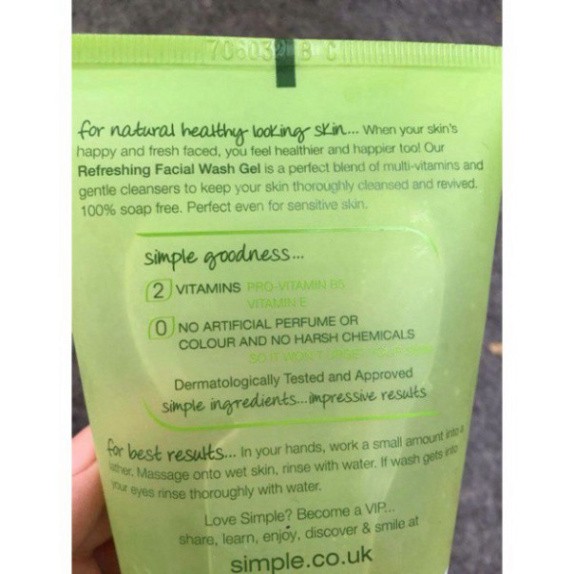 706032 B C
for natural healthy looking skin... When your skin's
happy and fresh faced, you feel healthier and happier too! Our
Refreshing Facial Wash Gel is a perfect blend of multi-vitamins and
gentle cleansers to keep your skin thoroughly cleansed and revived.
100% soap free. Perfect even for sensitive skin.
simple goodness...
2 VITAMINS PRO-VITAMIN B5
VITAMIN E
0 NO ARTIFICIAL PERFUME OR
COLOUR AND NO HARSH CHEMICALS
SO IT WON'T UPSET YOUR SKIN
Dermatologically Tested and Approved
simple ingredients...impressive results
for best results... In your hands, work a small amount into a
lather. Massage onto wet skin, rinse with water. If wash gets into
your eyes rinse thoroughly with water.
Love Simple? Become a VIP...
share, learn, enjoy, discover & smile at
simple.co.uk